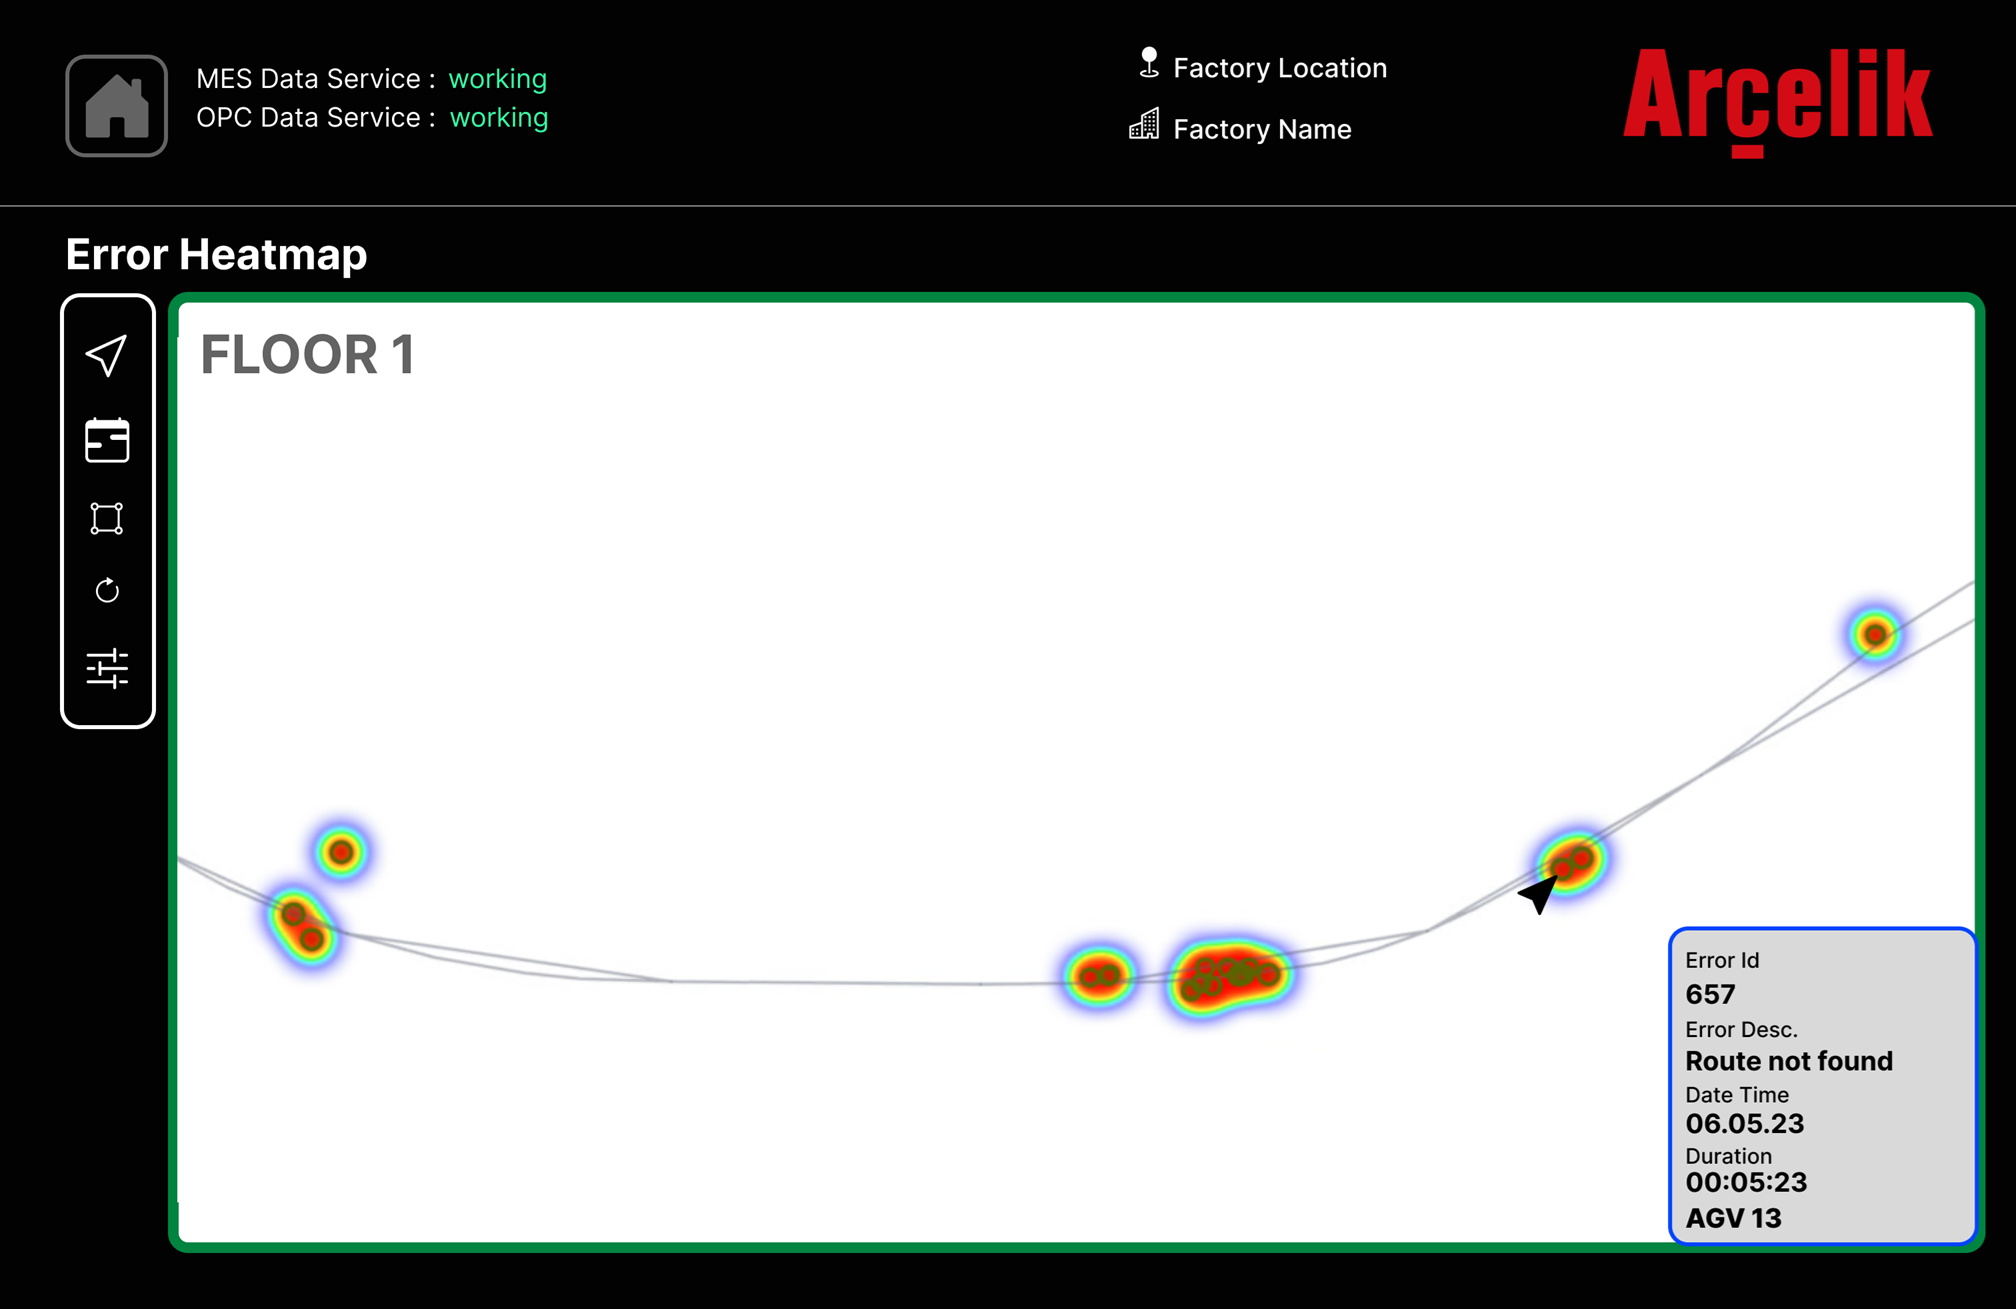 MES Data Service : working
OPC Data Service : working
Factory Location
Factory Name
Arçelik
Error Heatmap
FLOOR 1
Error Id
657
Error Desc.
Route not found
Date Time
06.05.23
Duration
00:05:23
AGV 13